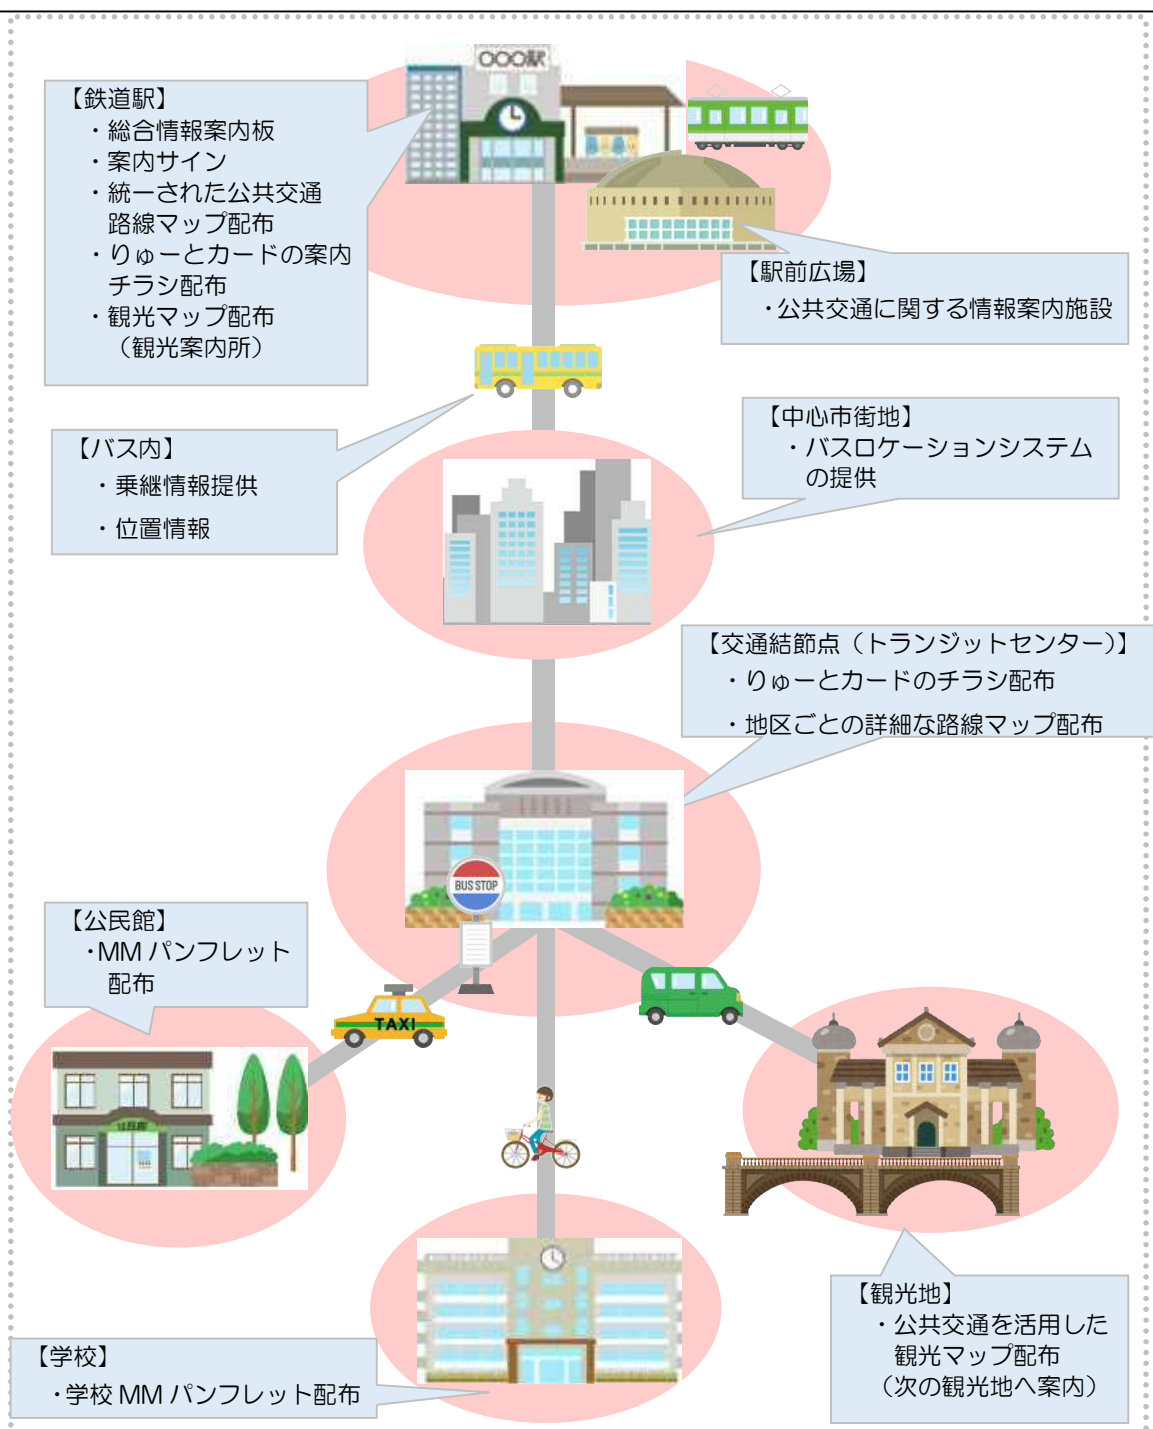 〇〇〇駅
【鉄道駅】
・総合情報案内板
・案内サイン
・統一された公共交通
路線マップ配布
・りゅーとカードの案内
チラシ配布
・観光マップ配布
（観光案内所）
【駅前広場】
・公共交通に関する情報案内施設
【バス内】
・乗継情報提供
・位置情報
【中心市街地】
・バスロケーションシステム
の提供
【交通結節点（トランジットセンター）】
・りゅーとカードのチラシ配布
・地区ごとの詳細な路線マップ配布
BUS STOP
【公民館】
・MM パンフレット
配布
TAXI
公民館
【観光地】
・公共交通を活用した
観光マップ配布
（次の観光地へ案内）
【学校】
・学校 MM パンフレット配布